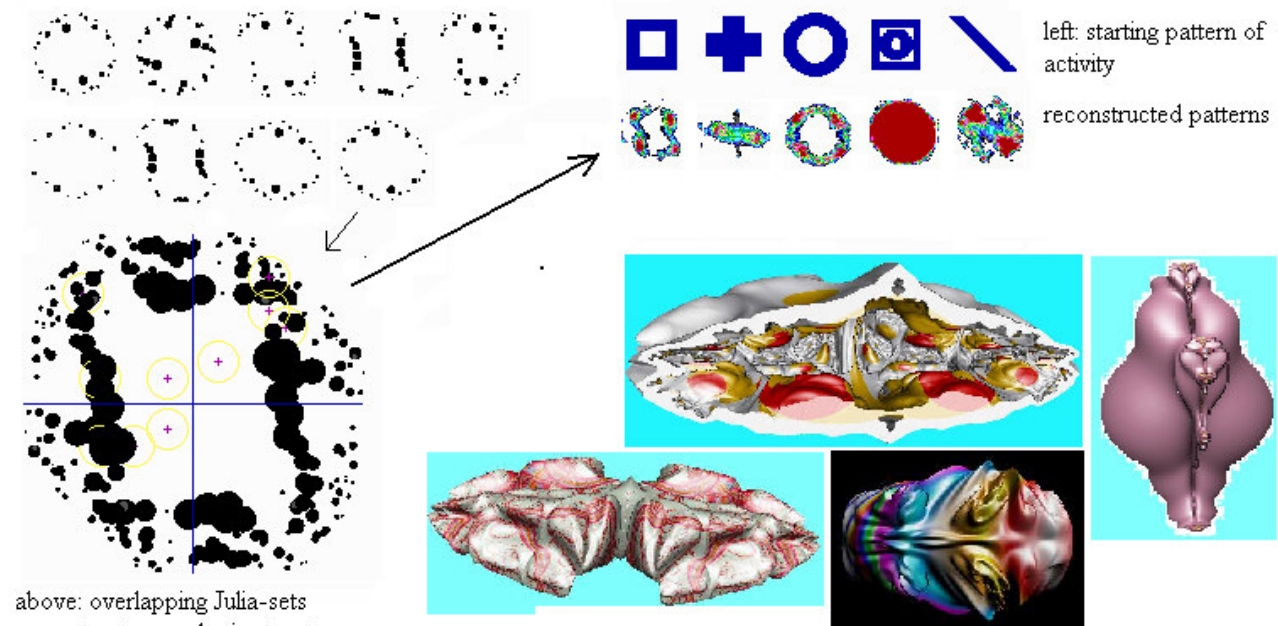 left: starting pattern of
activity
reconstructed patterns
above: overlapping Julia-sets